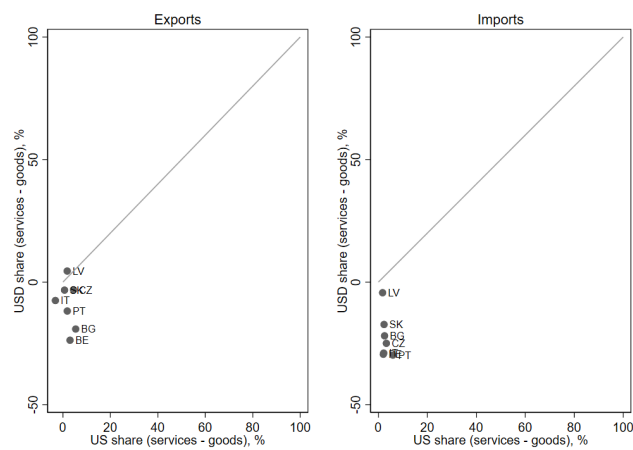 Exports
USD share (services - goods), %
100
50
0
-50
LV
SK
CZ
IT
PT
BG
BE
0 20 40 60 80 100
US share (services - goods), %
Imports
USD share (services - goods), %
100
50
0
-50
LV
SK
BG
CZ
PT
0 20 40 60 80 100
US share (services - goods), %